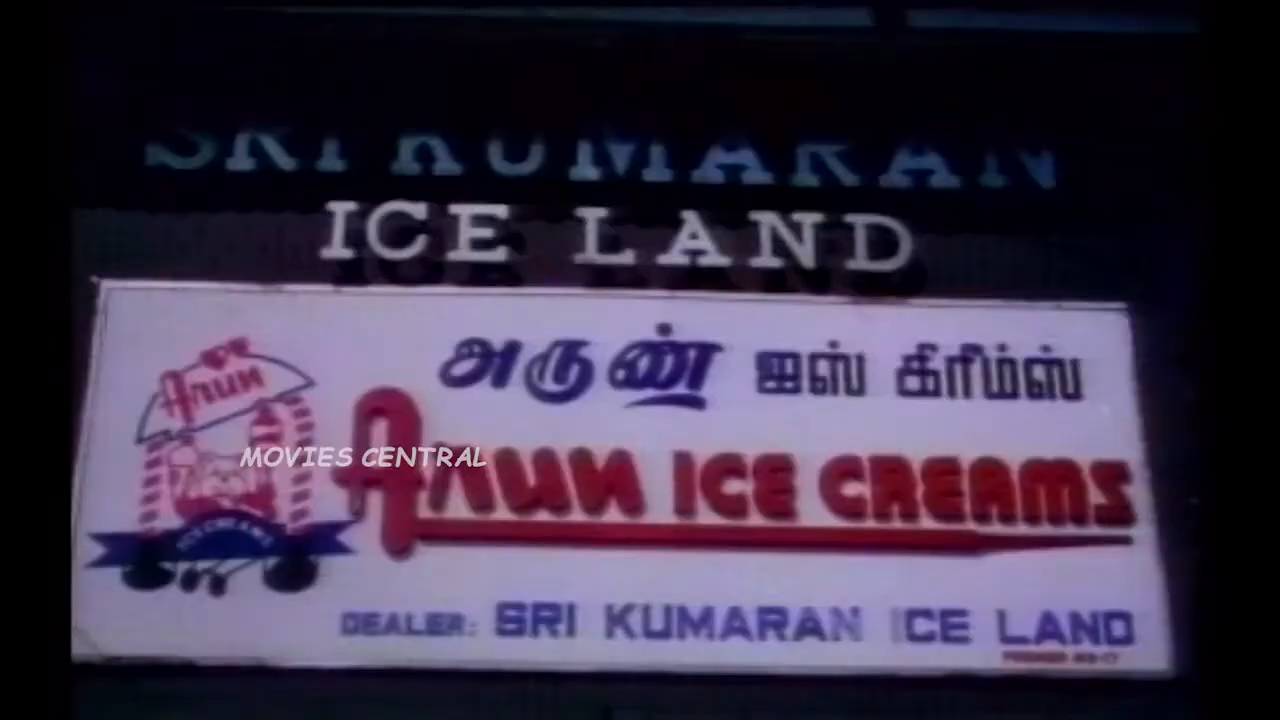 SRI KUMARAN
ICE LAND
அருண் ஐஸ் கிரீம்ஸ்
Arun
MOVIES CENTRAL
Arun ICE CREAMS
DEALER: SRI KUMARAN ICE LAND